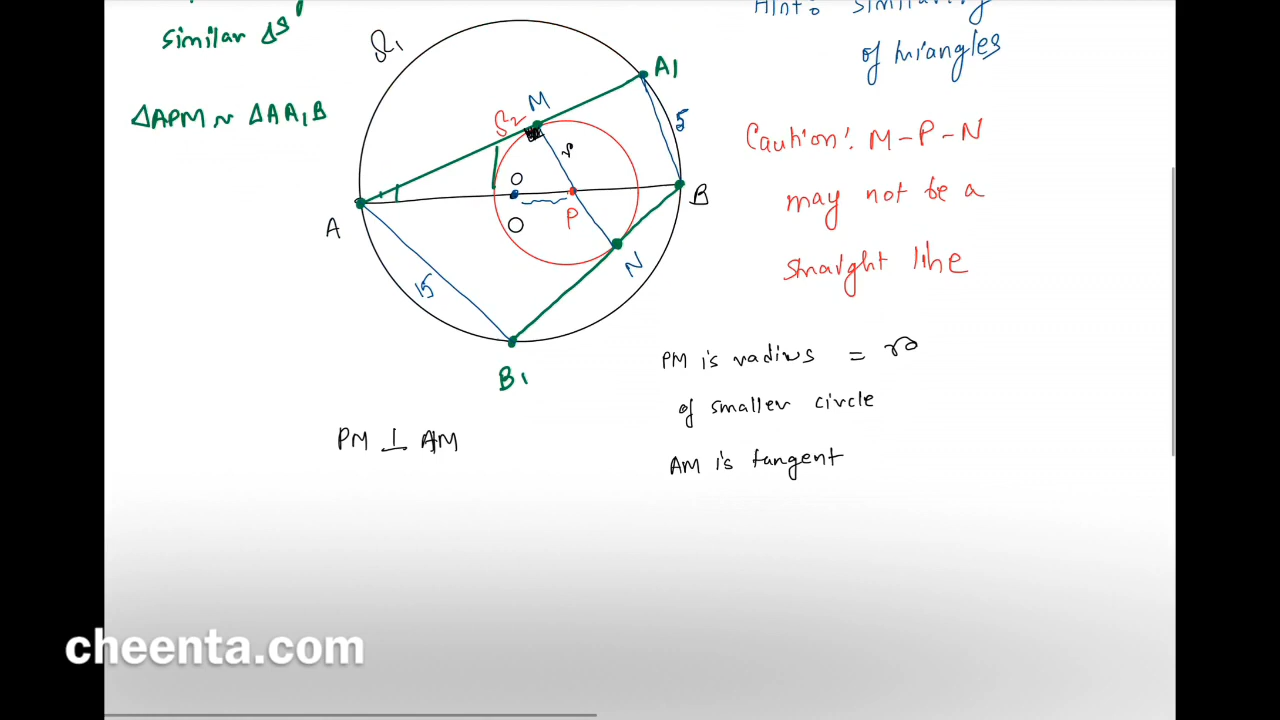 Similar Δs'
ΔAPM ~ ΔAA1B
Hint: similarity
of triangles
Caution! M-P-N
may not be a
straight line
Ω1
A1
M
Ω2
5
r
O
B
A
O
P
N
15
B1
PM is radius = r
of smaller circle
PM ⊥ AM
AM is tangent
cheenta.com